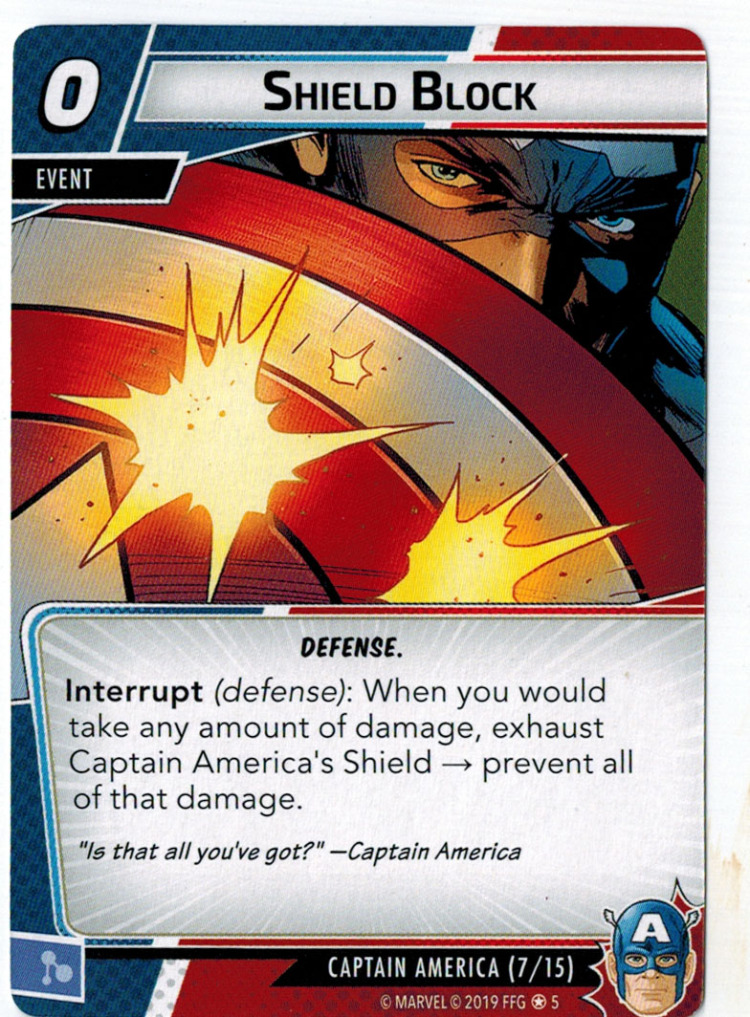 0
SHIELD BLOCK
EVENT
DEFENSE.
Interrupt (defense): When you would
take any amount of damage, exhaust
Captain America's Shield → prevent all
of that damage.
"Is that all you've got?" —Captain America
A
CAPTAIN AMERICA (7/15)
© MARVEL © 2019 FFG ✪ 5